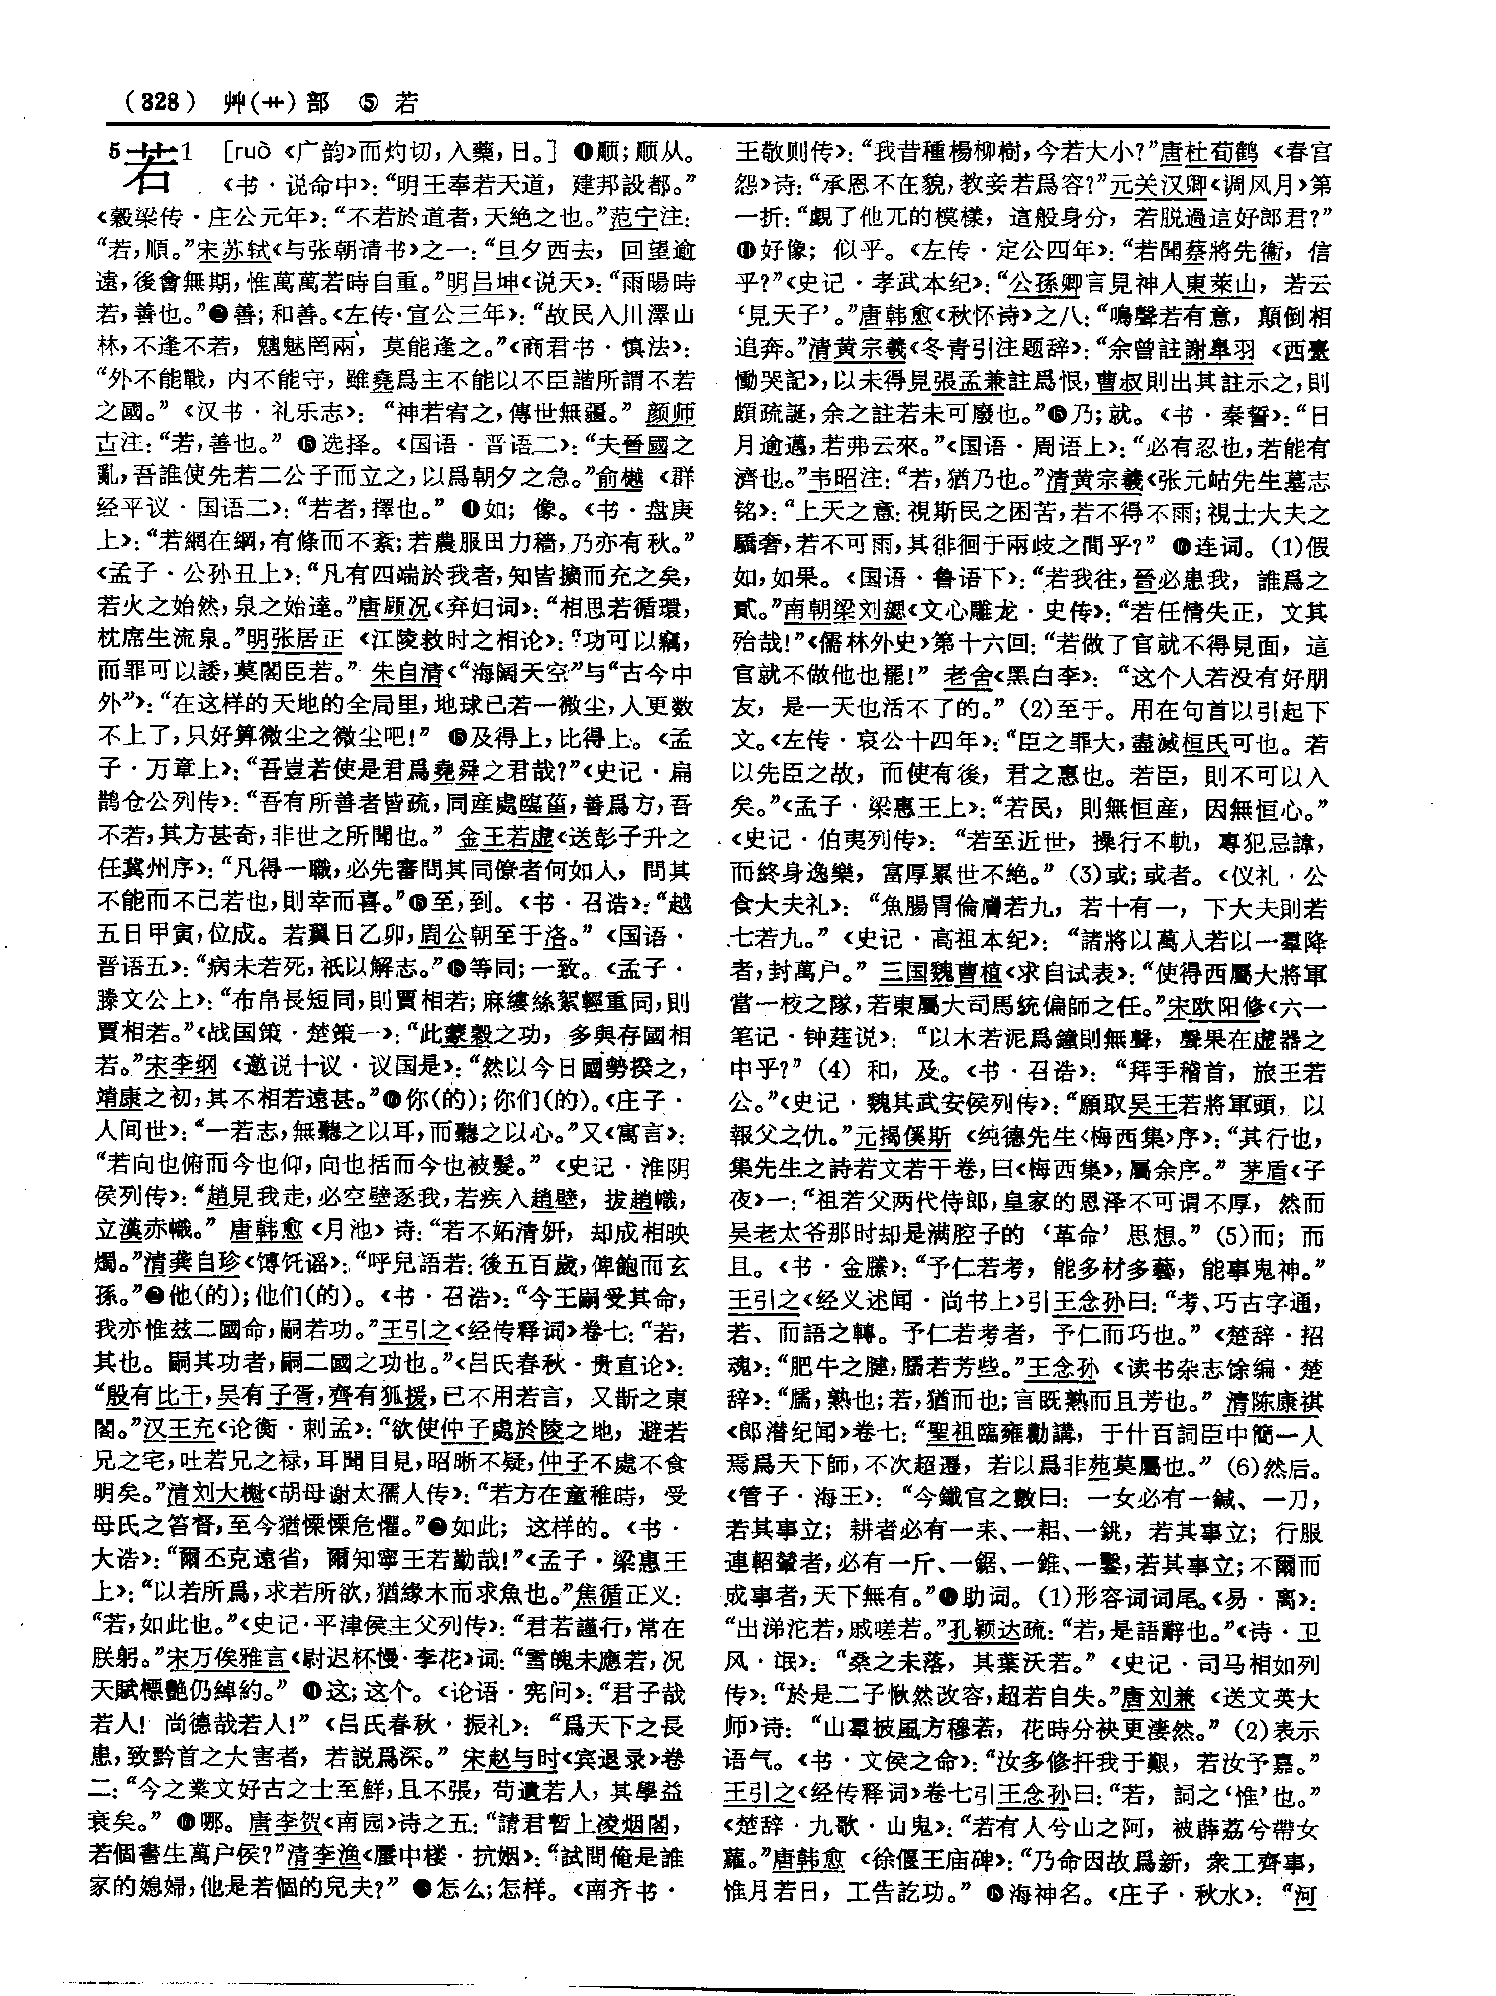 (328) 艸(艹)部 ⑤ 若
5 若1 [ruò《广韵》而灼切，入藥，日。] ❶顺；顺从。
《书·说命中》：“明王奉若天道，建邦設都。”
《穀梁传·庄公元年》：“不若於道者，天絶之也。”范宁注：
“若，順。”宋苏轼《与张朝请书》之一：“旦夕西去，回望逾
遠，後會無期，惟萬萬若時自重。”明吕坤《说天》：“雨暘時
若，善也。”❷善；和善。《左传·宣公三年》：“故民入川澤山
林，不逢不若，魑魅罔兩，莫能逢之。”《商君书·慎法》：
“外不能戰，内不能守，雖堯爲主不能以不臣諧所謂不若
之國。”《汉书·礼乐志》：“神若宥之，傳世無疆。”颜师
古注：“若，善也。” ❸选择。《国语·晋语二》：“夫晉國之
亂，吾誰使先若二公子而立之，以爲朝夕之急。”俞樾《群
经平议·国语二》：“若者，擇也。” ❹如；像。《书·盘庚
上》：“若網在綱，有條而不紊；若農服田力穡，乃亦有秋。”
《孟子·公孙丑上》：“凡有四端於我者，知皆擴而充之矣，
若火之始然，泉之始達。”唐顾况《弃妇词》：“相思若循環，
枕席生流泉。”明张居正《江陵救时之相论》：“功可以竊，
而罪可以諉，莫閣臣若。”朱自清《“海阔天空”与“古今中
外”》：“在这样的天地的全局里，地球已若一微尘，人更数
不上了，只好算微尘之微尘吧！” ❺及得上，比得上。《孟
子·万章上》：“吾豈若使是君爲堯舜之君哉？”《史记·扁
鹊仓公列传》：“吾有所善者皆疏，同産處臨菑，善爲方，吾
不若，其方甚奇，非世之所聞也。”金王若虚《送彭子升之
任冀州序》：“凡得一職，必先審問其同僚者何如人，問其
不能而不己若也，則幸而喜。”❻至，到。《书·召诰》：“越
五日甲寅，位成。若翼日乙卯，周公朝至于洛。”《国语·
晋语五》：“病未若死，祇以解志。”❼等同；一致。《孟子·
滕文公上》：“布帛長短同，則賈相若；麻縷絲絮輕重同，則
賈相若。”《战国策·楚策一》：“此蒙穀之功，多與存國相
若。”宋李纲《邀说十议·议国是》：“然以今日國勢揆之，
靖康之初，其不相若遠甚。”❽你(的)；你们(的)。《庄子·
人间世》：“一若志，無聽之以耳，而聽之以心。”又《寓言》：
“若向也俯而今也仰，向也括而今也被髮。”《史记·淮阴
侯列传》：“趙見我走，必空壁逐我，若疾入趙壁，拔趙幟，
立漢赤幟。”唐韩愈《月池》诗：“若不妬清妍，却成相映
燭。”清龚自珍《馎饦谣》：“呼兒語若：後五百歲，俾飽而玄
孫。”❾他(的)；他们(的)。《书·召诰》：“今王嗣受其命，
我亦惟兹二國命，嗣若功。”王引之《经传释词》卷七：“若，
其也。嗣其功者，嗣二國之功也。”《吕氏春秋·贵直论》：
“殷有比干，吴有子胥，齊有狐援，已不用若言，又斮之東
閭。”汉王充《论衡·刺孟》：“欲使仲子處於陵之地，避若
兄之宅，吐若兄之禄，耳聞目見，昭晰不疑，仲子不處不食
明矣。”清刘大櫆《胡母谢太孺人传》：“若方在童稚時，受
母氏之笞督，至今猶慄慄危懼。”❿如此；这样的。《书·
大诰》：“爾丕克遠省，爾知寧王若勤哉！”《孟子·梁惠王
上》：“以若所爲，求若所欲，猶緣木而求魚也。”焦循正义：
“若，如此也。”《史记·平津侯主父列传》：“君若謹行，常在
朕躬。”宋万俟雅言《尉迟杯慢·李花》词：“雪魄未應若，况
天賦標艷仍綽約。” ⓫这；这个。《论语·宪问》：“君子哉
若人！尚德哉若人！”《吕氏春秋·振礼》：“爲天下之長
患，致黔首之大害者，若説爲深。”宋赵与时《宾退录》卷
二：“今之業文好古之士至鮮，且不張，苟遺若人，其學益
衰矣。” ⓬哪。唐李贺《南园》诗之五：“請君暫上凌烟閣，
若個書生萬户侯？”清李渔《蜃中楼·抗姻》：“試問俺是誰
家的媳婦，他是若個的兒夫？” ⓭怎么；怎样。《南齐书·
王敬则传》：“我昔種楊柳樹，今若大小？”唐杜荀鹤《春宫
怨》诗：“承恩不在貌，教妾若爲容？”元关汉卿《调风月》第
一折：“覷了他兀的模樣，這般身分，若脱過這好郎君？”
⓮好像；似乎。《左传·定公四年》：“若聞蔡將先衛，信
乎？”《史记·孝武本纪》：“公孫卿言見神人東萊山，若云
‘見天子’。”唐韩愈《秋怀诗》之八：“鳴聲若有意，顛倒相
追奔。”清黄宗羲《冬青引注题辞》：“余曾註謝皋羽《西臺
慟哭記》，以未得見張孟兼註爲恨，曹叔則出其註示之，則
頗疏誕，余之註若未可廢也。”⓯乃；就。《书·秦誓》：“日
月逾邁，若弗云來。”《国语·周语上》：“必有忍也，若能有
濟也。”韦昭注：“若，猶乃也。”清黄宗羲《张元岵先生墓志
铭》：“上天之意：視斯民之困苦，若不得不雨；視士大夫之
驕奢，若不可雨，其徘徊于兩歧之間乎？” ⓰连词。(1)假
如，如果。《国语·鲁语下》：“若我往，晉必患我，誰爲之
貳。”南朝梁刘勰《文心雕龙·史传》：“若任情失正，文其
殆哉！”《儒林外史》第十六回：“若做了官就不得見面，這
官就不做他也罷！”老舍《黑白李》：“这个人若没有好朋
友，是一天也活不了的。”(2)至于。用在句首以引起下
文。《左传·哀公十四年》：“臣之罪大，盡滅桓氏可也。若
以先臣之故，而使有後，君之惠也。若臣，則不可以入
矣。”《孟子·梁惠王上》：“若民，則無恒産，因無恒心。”
《史记·伯夷列传》：“若至近世，操行不軌，專犯忌諱，
而終身逸樂，富厚累世不絶。”(3)或；或者。《仪礼·公
食大夫礼》：“魚腸胃倫膚若九，若十有一，下大夫則若
七若九。”《史记·高祖本纪》：“諸將以萬人若以一羣降
者，封萬户。”三国魏曹植《求自试表》：“使得西屬大將軍
當一校之隊，若東屬大司馬統偏師之任。”宋欧阳修《六一
笔记·钟莛说》：“以木若泥爲鐘則無聲，聲果在虚器之
中乎？”(4) 和，及。《书·召诰》：“拜手稽首，旅王若
公。”《史记·魏其武安侯列传》：“願取吴王若將軍頭，以
報父之仇。”元揭傒斯《纯德先生〈梅西集〉序》：“其行也，
集先生之詩若文若干卷，曰《梅西集》，屬余序。”茅盾《子
夜》一：“祖若父两代侍郎，皇家的恩泽不可谓不厚，然而
吴老太爷那时却是满腔子的‘革命’思想。”(5)而；而
且。《书·金縢》：“予仁若考，能多材多藝，能事鬼神。”
王引之《经义述闻·尚书上》引王念孙曰：“考、巧古字通，
若、而語之轉。予仁若考者，予仁而巧也。”《楚辞·招
魂》：“肥牛之腱，臑若芳些。”王念孙《读书杂志馀编·楚
辞》：“臑，熟也；若，猶而也；言既熟而且芳也。”清陈康祺
《郎潜纪闻》卷七：“聖祖臨雍勸講，于什百詞臣中簡一人
焉爲天下師，不次超遷，若以爲非苑莫屬也。”(6)然后。
《管子·海王》：“今鐵官之數曰：一女必有一鍼、一刀，
若其事立；耕者必有一耒、一耜、一銚，若其事立；行服
連軺輂者，必有一斤、一鋸、一錐、一鑿，若其事立；不爾而
成事者，天下無有。”⓱助词。(1)形容词词尾。《易·离》：
“出涕沱若，戚嗟若。”孔颖达疏：“若，是語辭也。”《诗·卫
风·氓》：“桑之未落，其葉沃若。”《史记·司马相如列
传》：“於是二子愀然改容，超若自失。”唐刘兼《送文英大
师》诗：“山羣披風方穆若，花時分袂更凄然。”(2)表示
语气。《书·文侯之命》：“汝多修扞我于艱，若汝予嘉。”
王引之《经传释词》卷七引王念孙曰：“若，詞之‘惟’也。”
《楚辞·九歌·山鬼》：“若有人兮山之阿，被薜荔兮帶女
蘿。”唐韩愈《徐偃王庙碑》：“乃命因故爲新，衆工齊事，
惟月若日，工告訖功。” ⓲海神名。《庄子·秋水》：“河